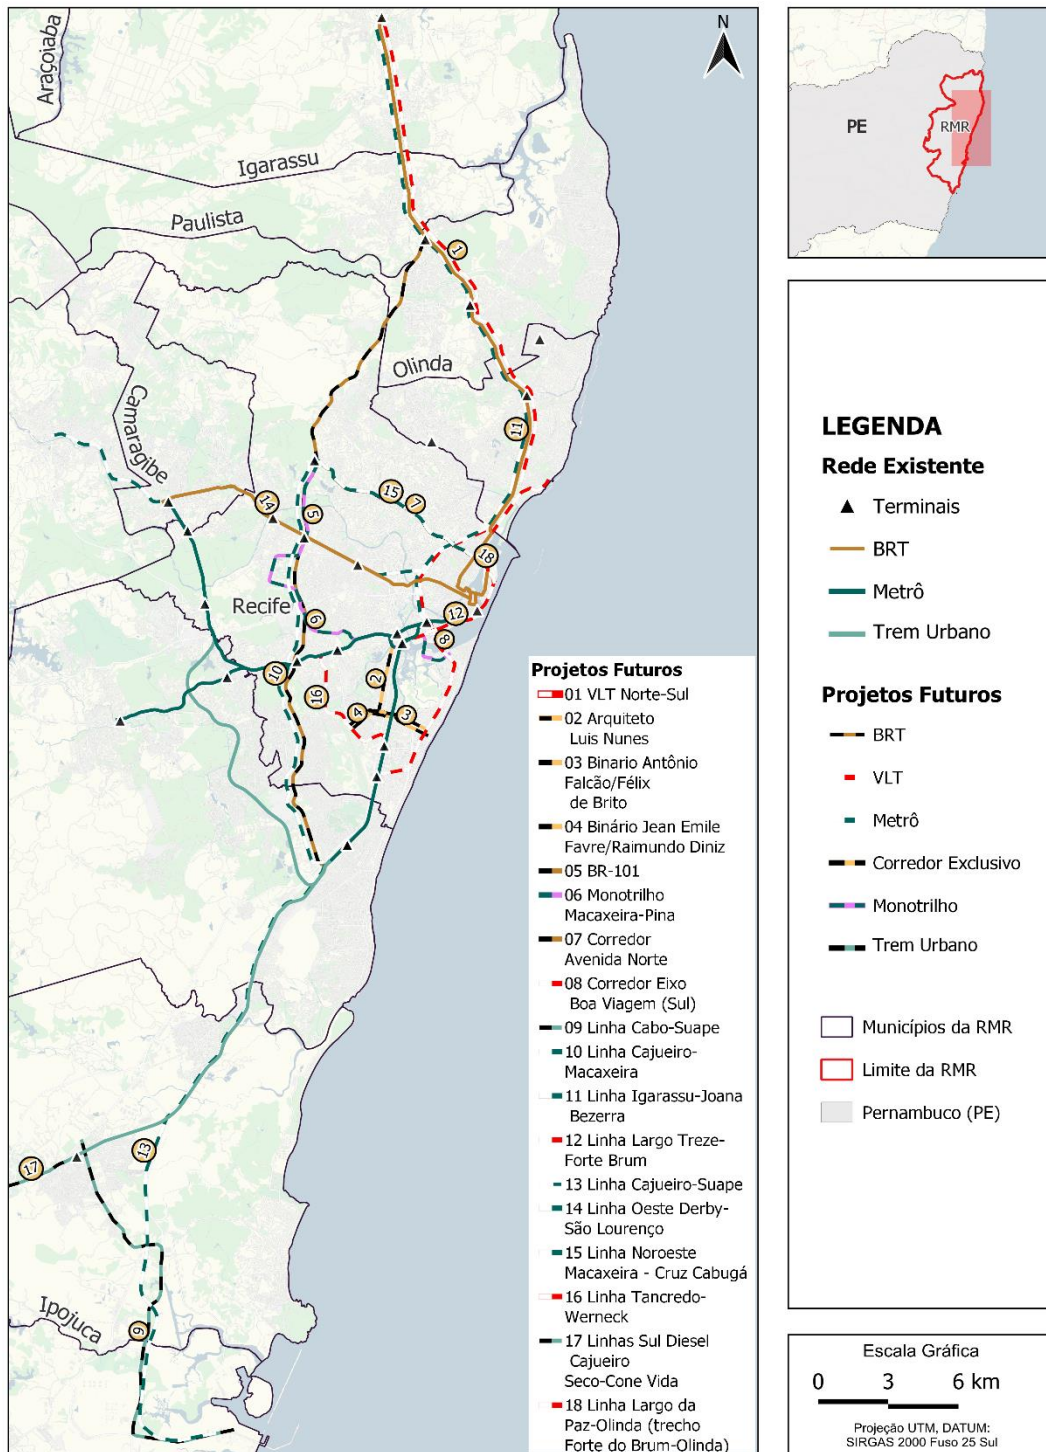 N
Araçoiaba
Igarassu
Paulista
1
Olinda
Camaragibe
11
14
15
7
5
18
Recife
12
6
8
10
2
16
4
3
13
17
9
Ipojuca
Projetos Futuros
01 VLT Norte-Sul
02 Arquiteto
Luis Nunes
03 Binario Antônio
Falcão/Félix
de Brito
04 Binário Jean Emile
Favre/Raimundo Diniz
05 BR-101
06 Monotrilho
Macaxeira-Pina
07 Corredor
Avenida Norte
08 Corredor Eixo
Boa Viagem (Sul)
09 Linha Cabo-Suape
10 Linha Cajueiro-
Macaxeira
11 Linha Igarassu-Joana
Bezerra
12 Linha Largo Treze-
Forte Brum
13 Linha Cajueiro-Suape
14 Linha Oeste Derby-
São Lourenço
15 Linha Noroeste
Macaxeira - Cruz Cabugá
16 Linha Tancredo-
Werneck
17 Linhas Sul Diesel
Cajueiro
Seco-Cone Vida
18 Linha Largo da
Paz-Olinda (trecho
Forte do Brum-Olinda)
PE
RMR
LEGENDA
Rede Existente
Terminais
BRT
Metrô
Trem Urbano
Projetos Futuros
BRT
VLT
Metrô
Corredor Exclusivo
Monotrilho
Trem Urbano
Municípios da RMR
Limite da RMR
Pernambuco (PE)
Escala Gráfica
0 3 6 km
Projeção UTM, DATUM:
SIRGAS 2000 Fuso 25 Sul